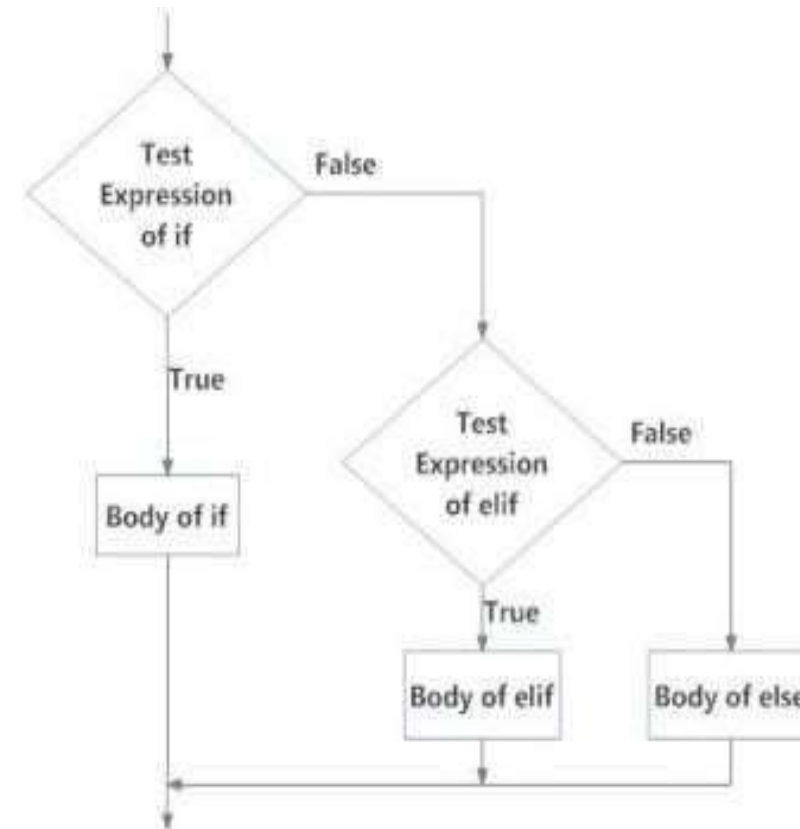 Test
Expression
of if
False
True
Body of if
Test
Expression
of elif
False
True
Body of elif
Body of else